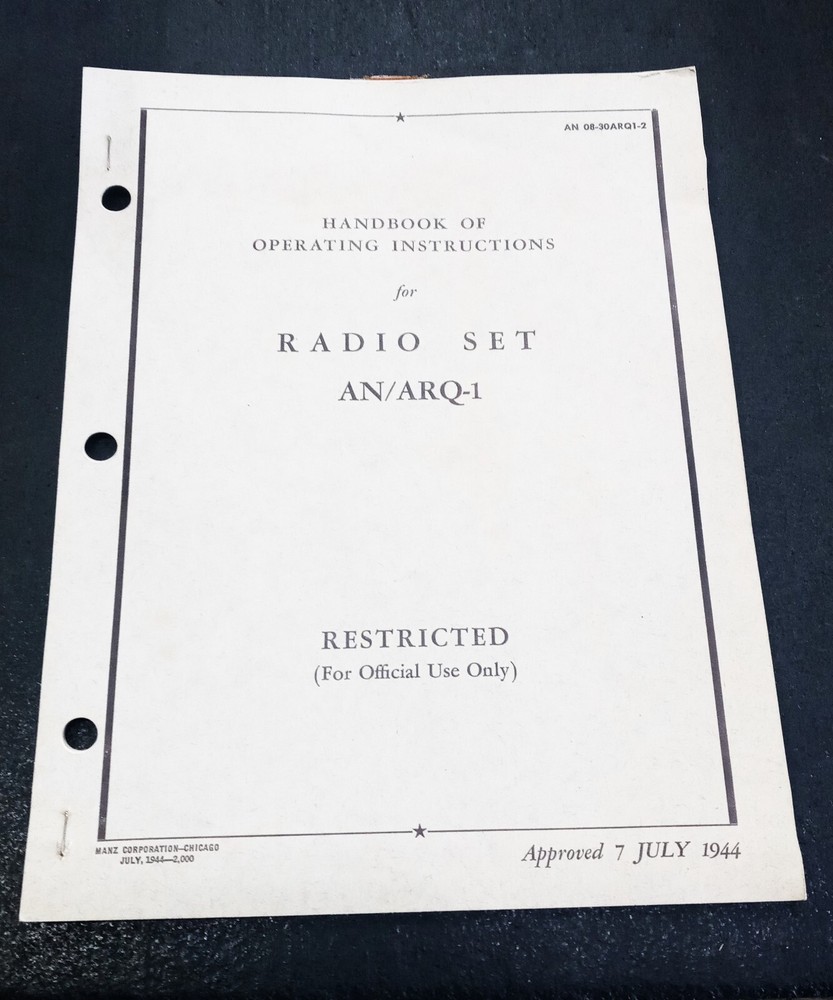 AN 08-30ARQ1-2
HANDBOOK OF
OPERATING INSTRUCTIONS
for
RADIO SET
AN/ARQ-1
RESTRICTED
(For Official Use Only)
MANZ CORPORATION—CHICAGO
JULY, 1944—2,000
Approved 7 JULY 1944